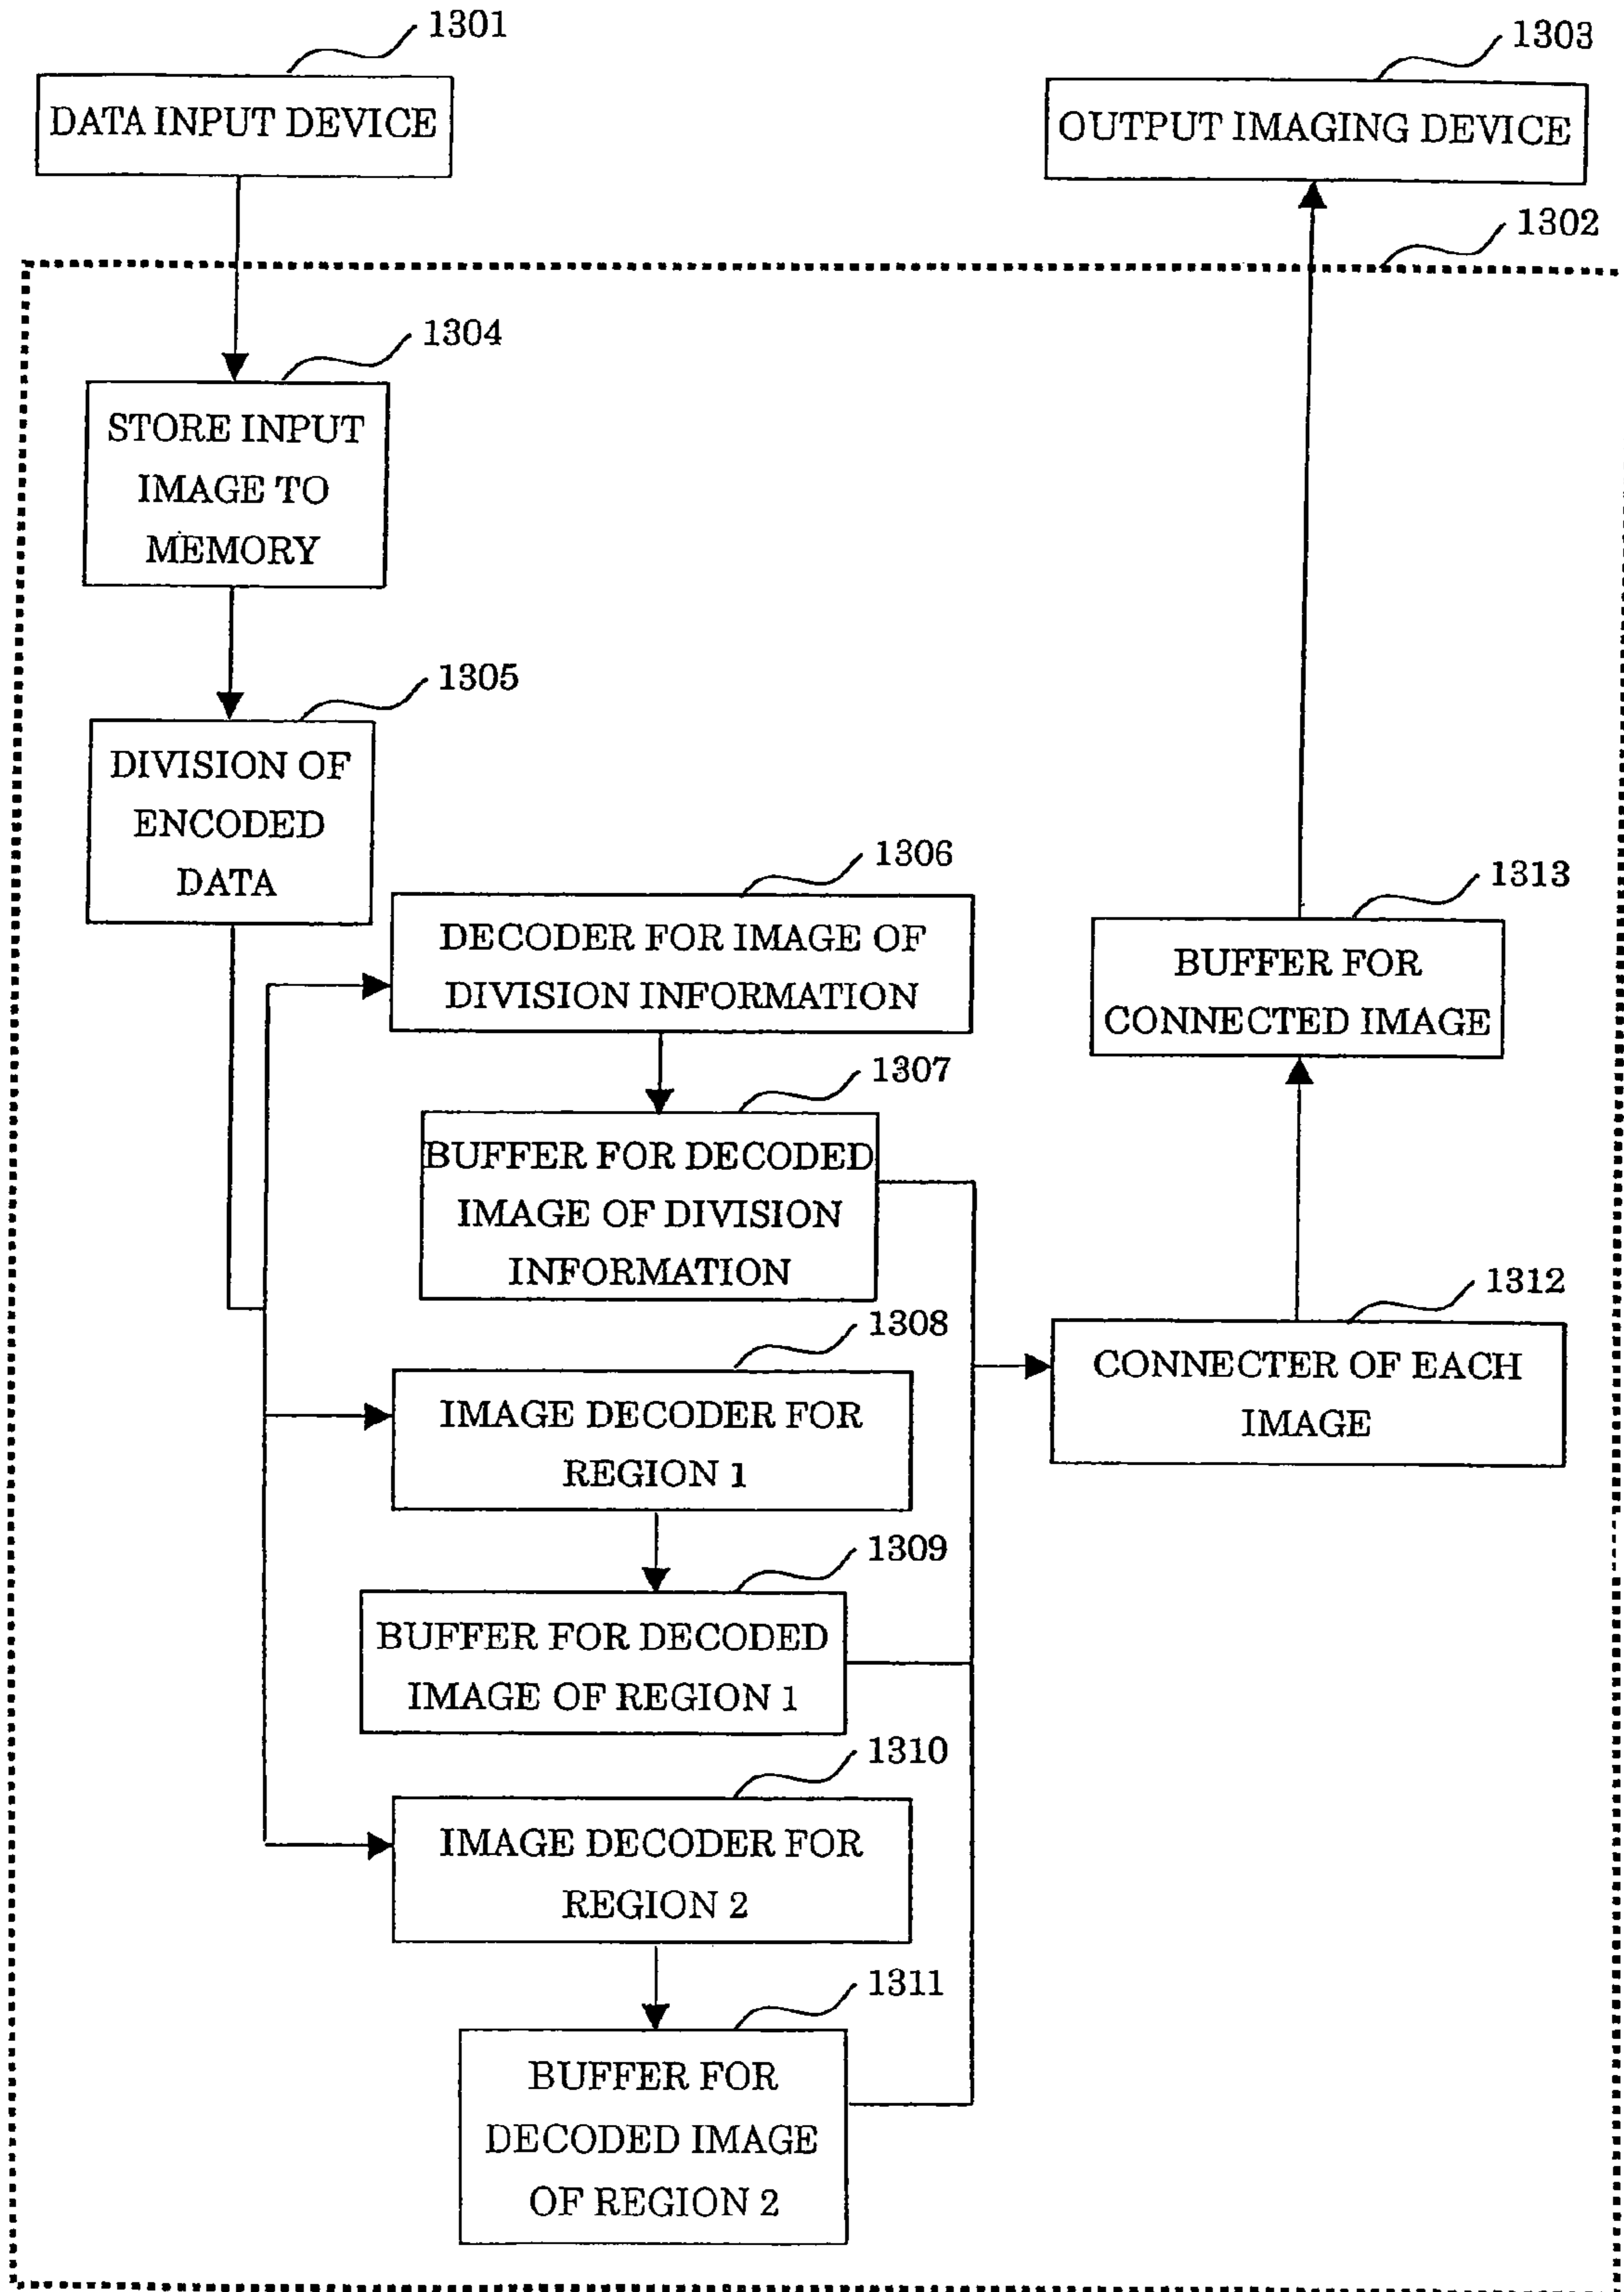 1301
DATA INPUT DEVICE
1303
OUTPUT IMAGING DEVICE
1302
1304
STORE INPUT
IMAGE TO
MEMORY
1305
DIVISION OF
ENCODED
DATA
1306
DECODER FOR IMAGE OF
DIVISION INFORMATION
1307
BUFFER FOR DECODED
IMAGE OF DIVISION
INFORMATION
1308
IMAGE DECODER FOR
REGION 1
1309
BUFFER FOR DECODED
IMAGE OF REGION 1
1310
IMAGE DECODER FOR
REGION 2
1311
BUFFER FOR
DECODED IMAGE
OF REGION 2
1312
CONNECTER OF EACH
IMAGE
1313
BUFFER FOR
CONNECTED IMAGE